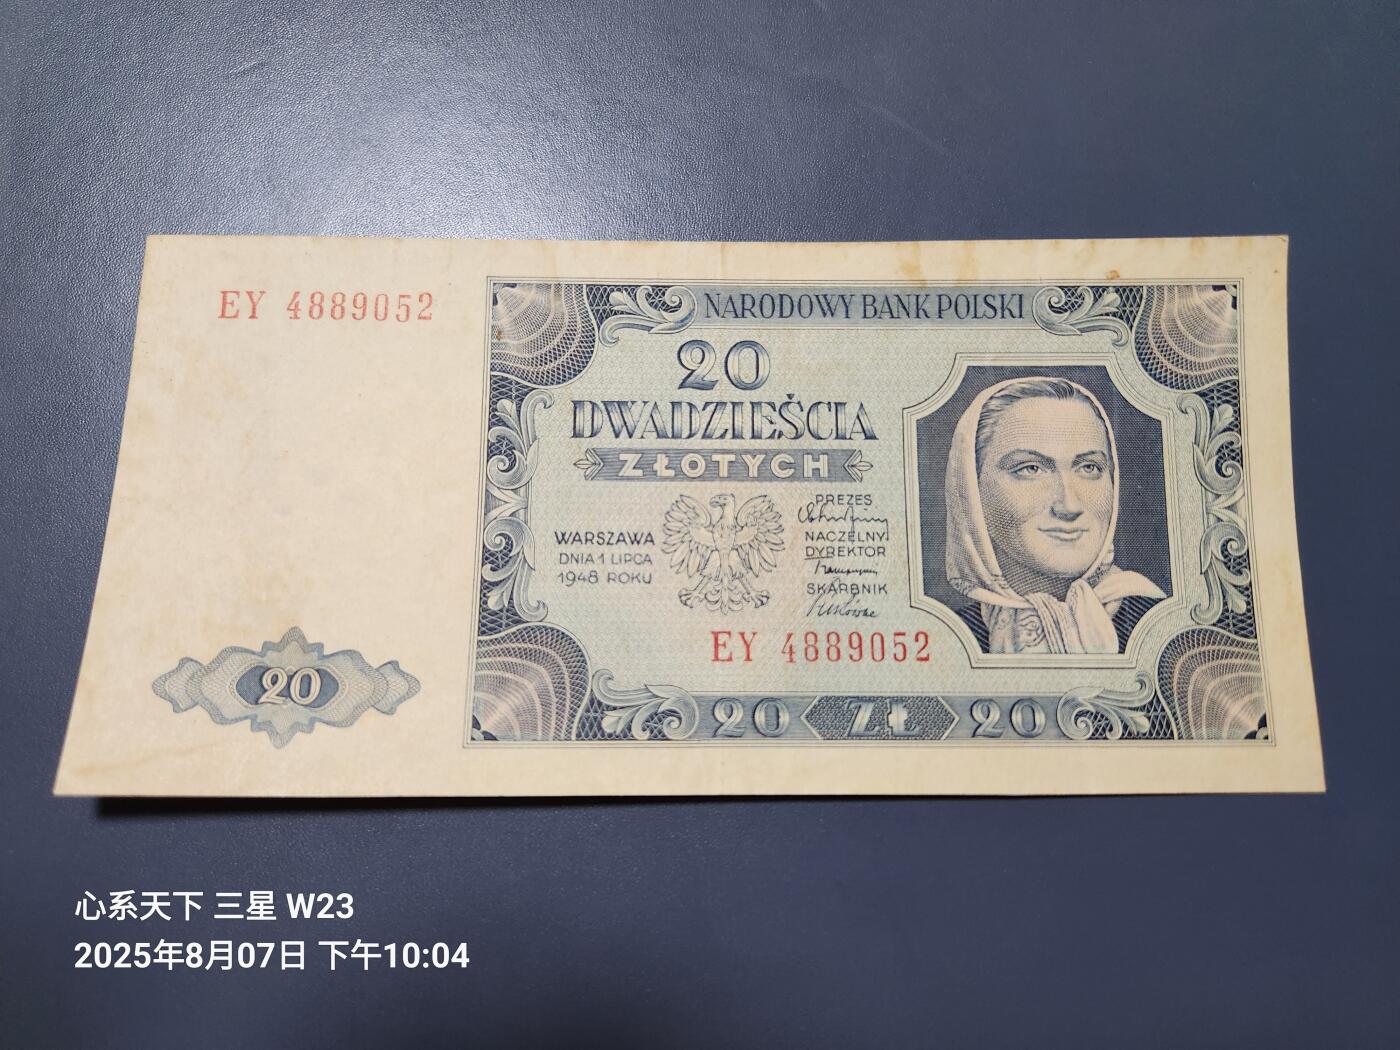 EY 4889052
NARODOWY BANK POLSKI
20
DWADZIEŚCIA
ZŁOTYCH
WARSZAWA
DNIA 1 LIPCA
1948 ROKU
PREZES
NACZELNY
DYREKTOR
SKARBNIK
EY 4889052
20
20 ZŁ 20
心系天下 三星 W23
2025年8月07日 下午10:04